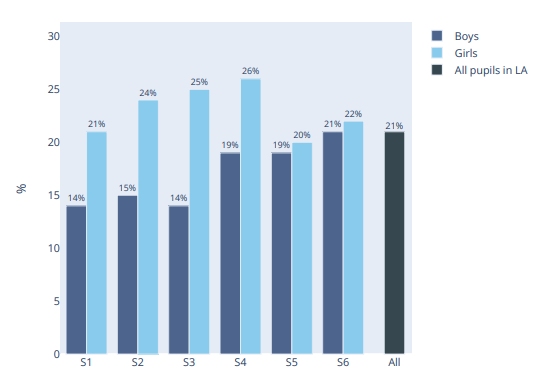 30
25
20
15
10
5
0
%
14%
21%
15%
24%
14%
25%
19%
26%
19%
20%
21%
22%
21%
S1
S2
S3
S4
S5
S6
All
Boys
Girls
All pupils in LA